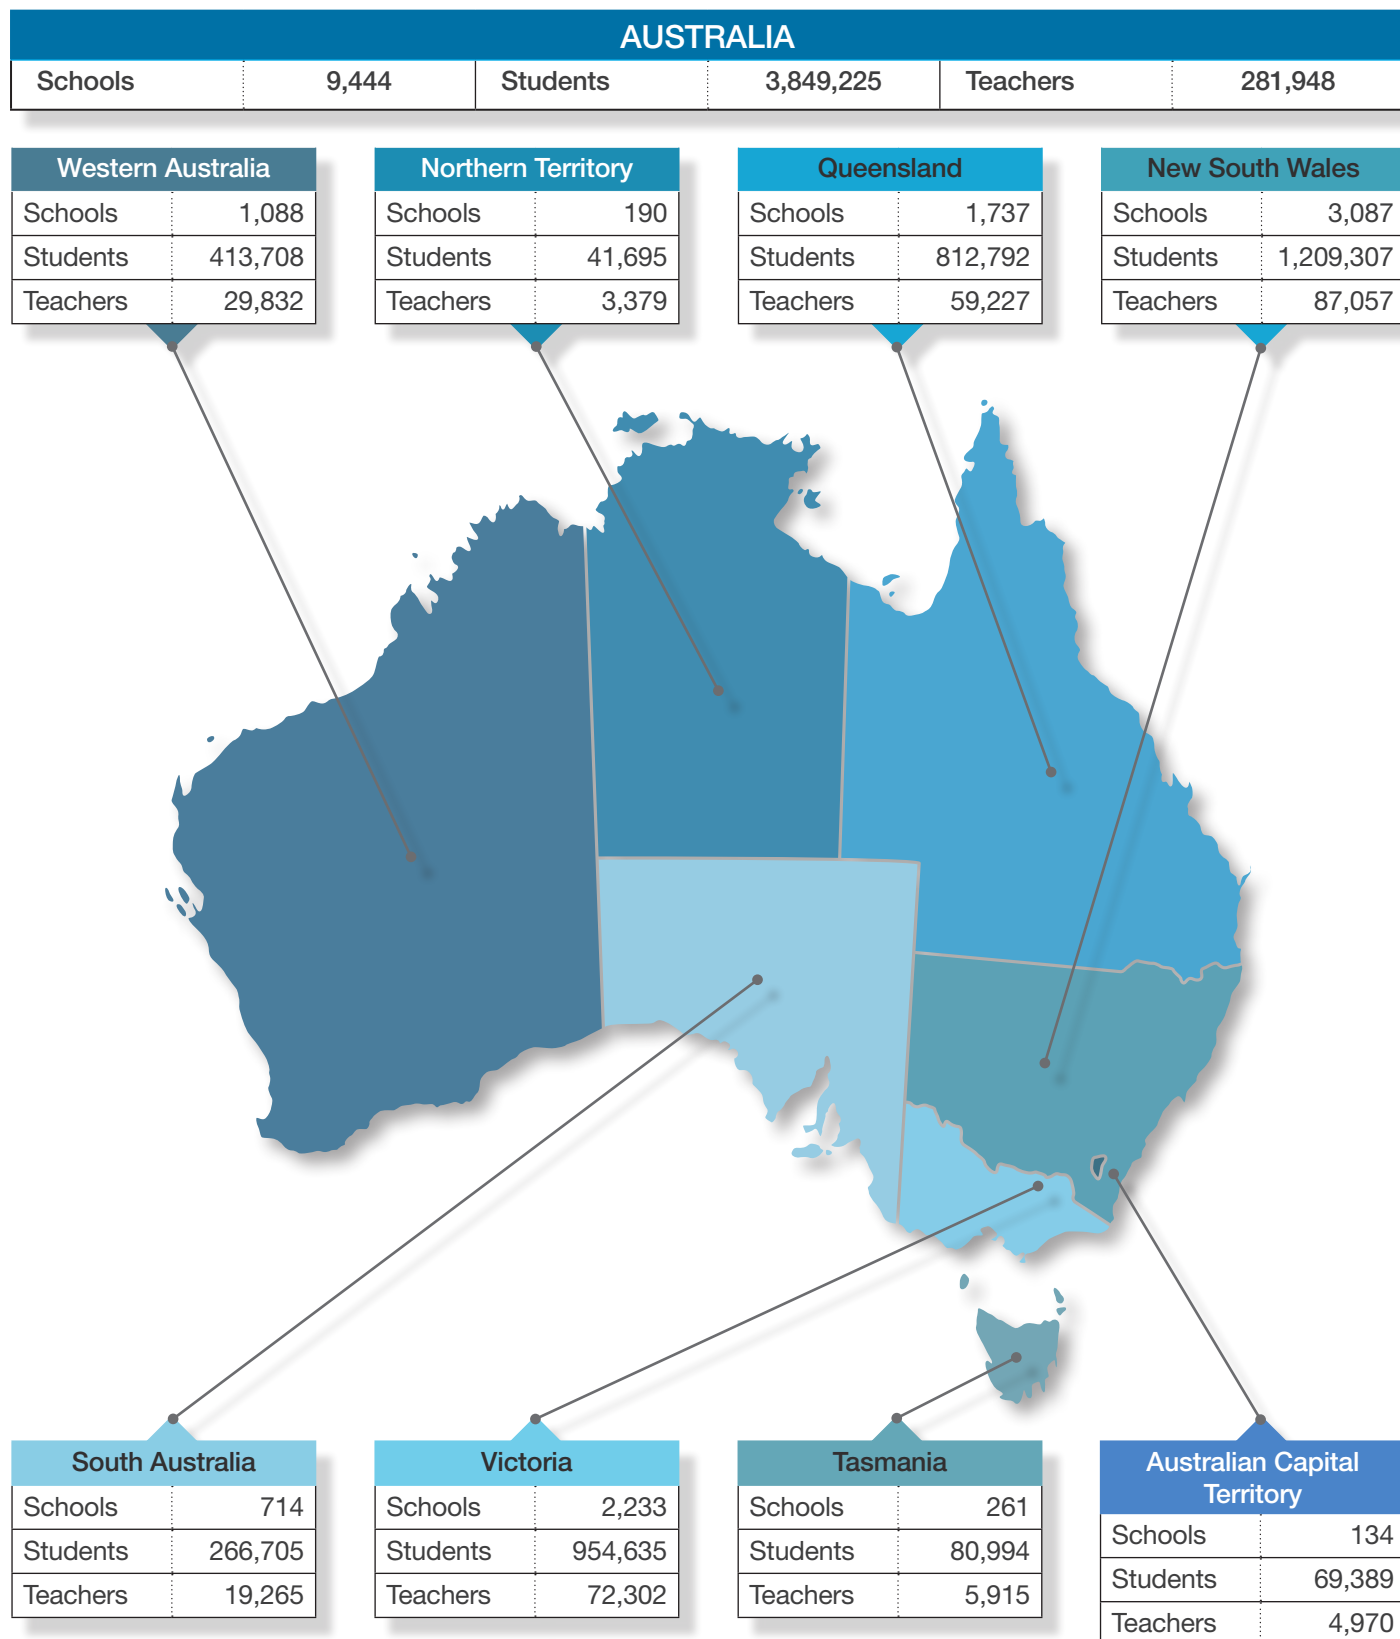 AUSTRALIA
Schools 9,444 Students 3,849,225 Teachers 281,948
Western Australia
Schools 1,088
Students 413,708
Teachers 29,832
Northern Territory
Schools 190
Students 41,695
Teachers 3,379
Queensland
Schools 1,737
Students 812,792
Teachers 59,227
New South Wales
Schools 3,087
Students 1,209,307
Teachers 87,057
South Australia
Schools 714
Students 266,705
Teachers 19,265
Victoria
Schools 2,233
Students 954,635
Teachers 72,302
Tasmania
Schools 261
Students 80,994
Teachers 5,915
Australian Capital
Territory
Schools 134
Students 69,389
Teachers 4,970